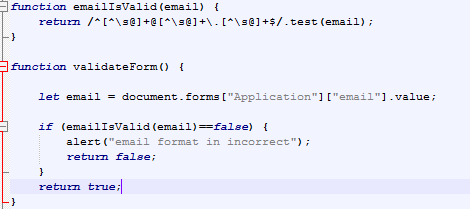 function emailIsValid(email) {
return /^[^\s@]+@[^\s@]+\.[^\s@]+$/.test(email);
}
function validateForm() {
let email = document.forms["Application"]["email"].value;
if (emailIsValid(email)==false) {
alert("email format in incorrect");
return false;
}
return true;
}